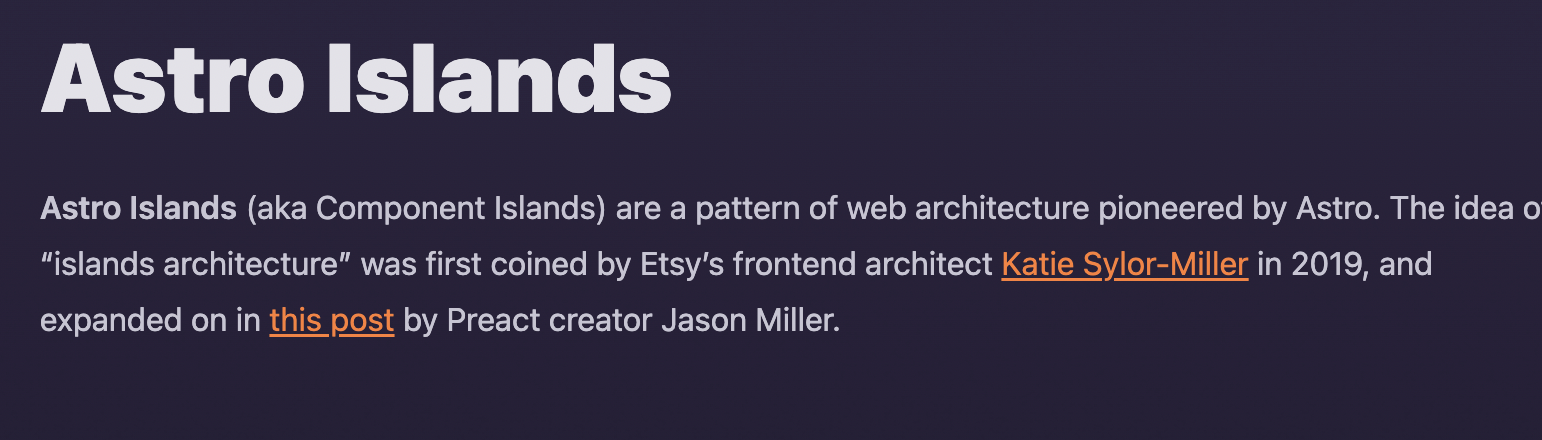 Astro Islands
Astro Islands (aka Component Islands) are a pattern of web architecture pioneered by Astro. The idea of
“islands architecture” was first coined by Etsy’s frontend architect Katie Sylor-Miller in 2019, and
expanded on in this post by Preact creator Jason Miller.